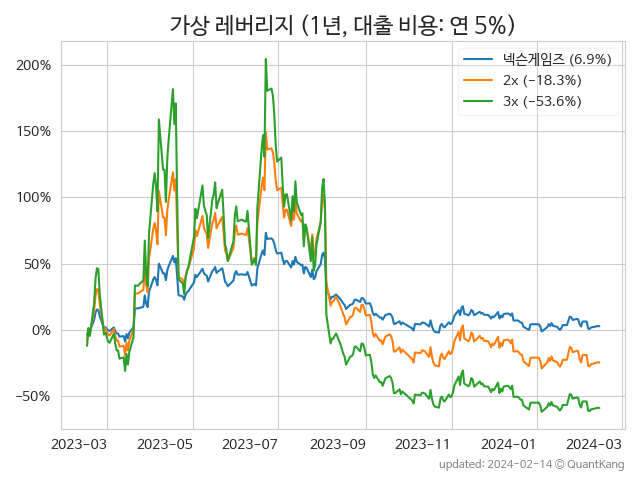 가상 레버리지 (1년, 대출 비용: 연 5%)
넥슨게임즈 (6.9%)
2x (−18.3%)
3x (−53.6%)
200%
150%
100%
50%
0%
−50%
2023-03 2023-05 2023-07 2023-09 2023-11 2024-01 2024-03
updated: 2024-02-14 © QuantKang